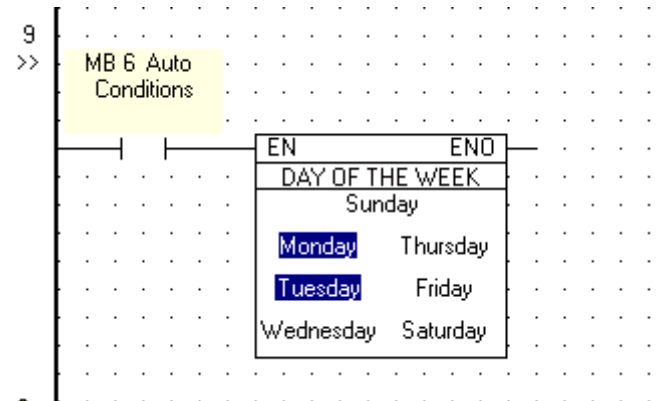 9
>>
MB 6 Auto
Conditions
EN ENO
DAY OF THE WEEK
Sunday
Monday Thursday
Tuesday Friday
Wednesday Saturday